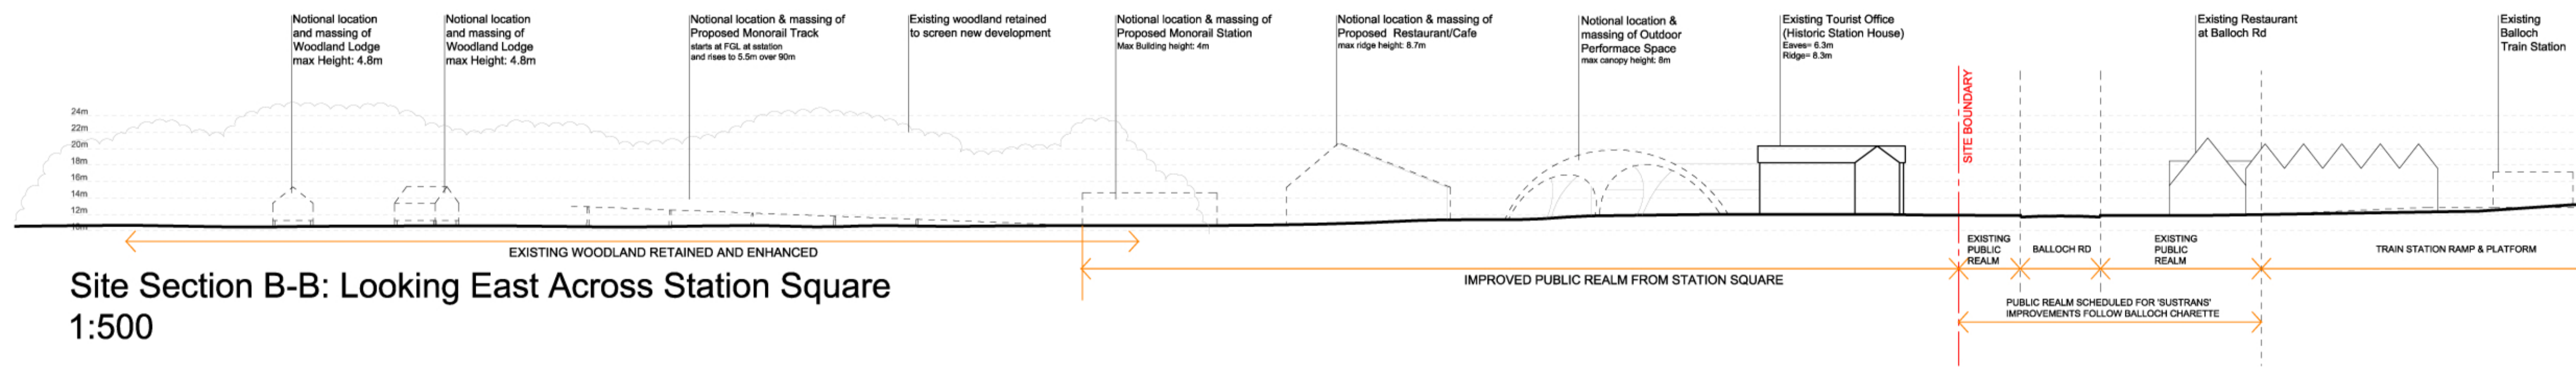 Notional location
and massing of
Woodland Lodge
max Height: 4.8m
Notional location
and massing of
Woodland Lodge
max Height: 4.8m
Notional location & massing of
Proposed Monorail Track
starts at FGL at sstation
and rises to 5.5m over 90m
Existing woodland retained
to screen new development
Notional location & massing of
Proposed Monorail Station
Max Building height: 4m
Notional location & massing of
Proposed Restaurant/Cafe
max ridge height: 8.7m
Notional location &
massing of Outdoor
Performace Space
max canopy height: 8m
Existing Tourist Office
(Historic Station House)
Eaves= 6.3m
Ridge= 8.3m
SITE BOUNDARY
Existing Restaurant
at Balloch Rd
Existing
Balloch
Train Station
24m
22m
20m
18m
16m
14m
12m
10m
EXISTING WOODLAND RETAINED AND ENHANCED
IMPROVED PUBLIC REALM FROM STATION SQUARE
EXISTING
PUBLIC
REALM
BALLOCH RD
EXISTING
PUBLIC
REALM
TRAIN STATION RAMP & PLATFORM
PUBLIC REALM SCHEDULED FOR 'SUSTRANS'
IMPROVEMENTS FOLLOW BALLOCH CHARETTE
Site Section B-B: Looking East Across Station Square
1:500